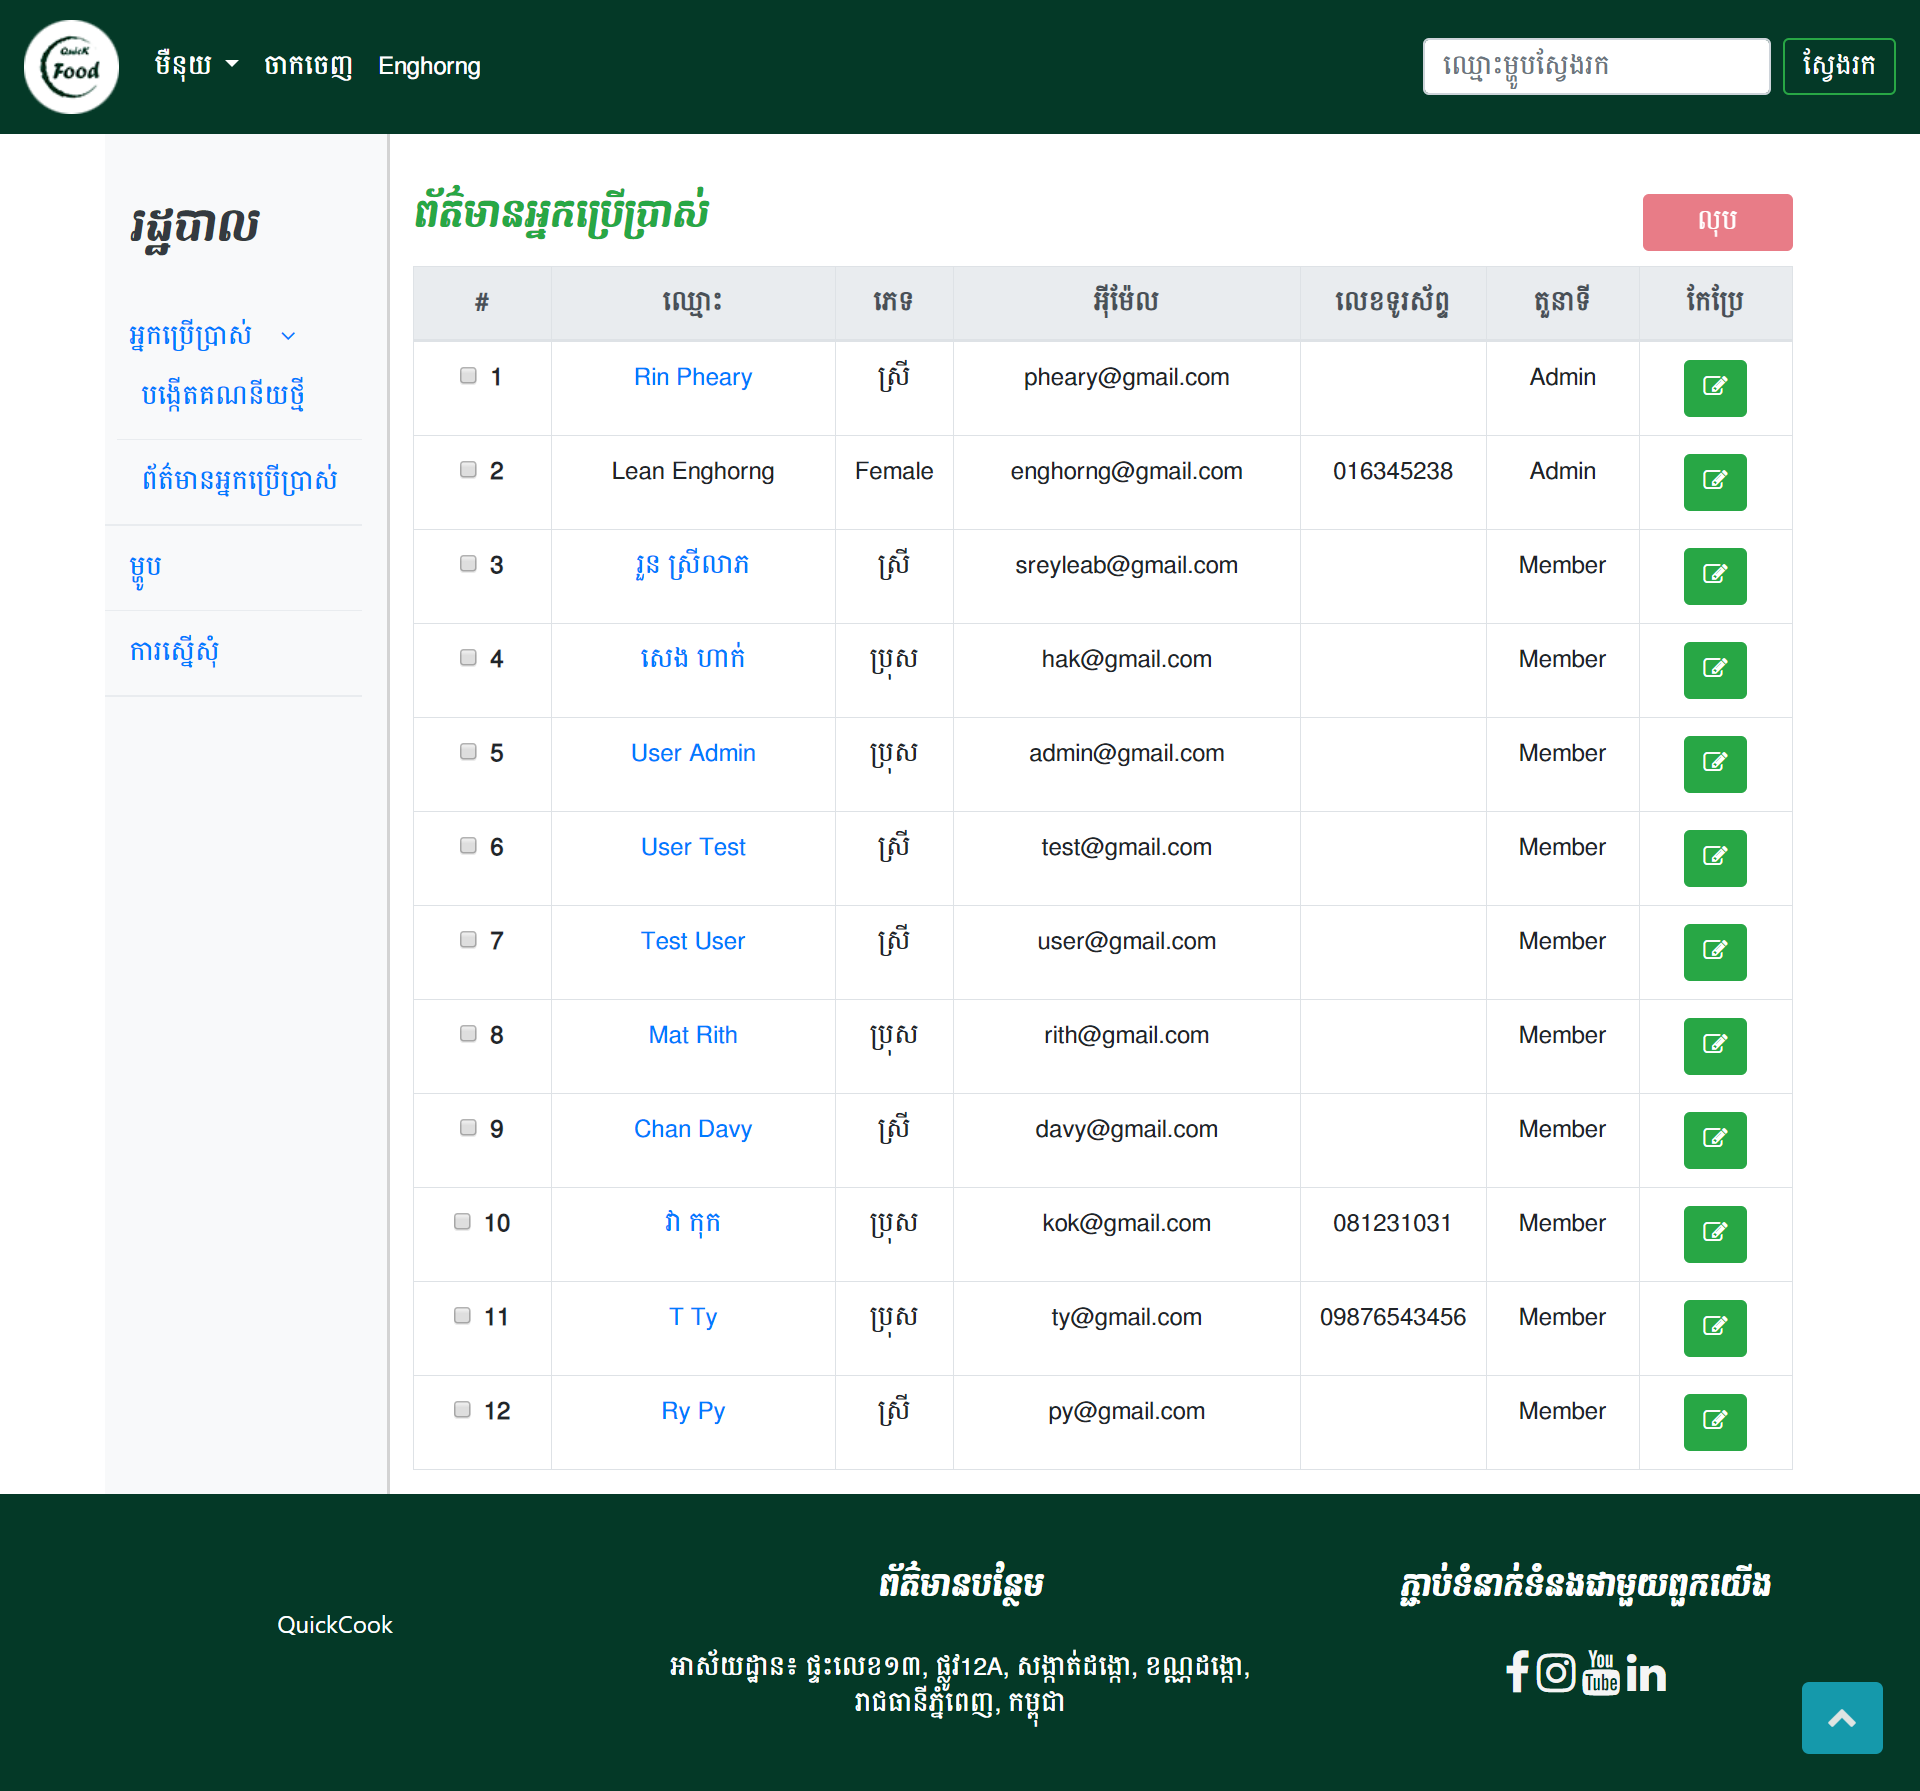 Quick
Food
មឺនុយ
ចាកចេញ
Enghorng
ឈ្មោះម្ហូបស្វែងរក
ស្វែងរក
រដ្ឋបាល
អ្នកប្រើប្រាស់
បង្កើតគណនីយថ្មី
ព័ត៌មានអ្នកប្រើប្រាស់
ម្ហូប
ការស្នើសុំ
ព័ត៌មានអ្នកប្រើប្រាស់
លុប
# ឈ្មោះ ភេទ អ៊ីម៉ែល លេខទូរស័ព្ទ តួនាទី កែប្រែ
1 Rin Pheary ស្រី pheary@gmail.com Admin
2 Lean Enghorng Female enghorng@gmail.com 016345238 Admin
3 រួន ស្រីលាភ ស្រី sreyleab@gmail.com Member
4 សេង ហាក់ ប្រុស hak@gmail.com Member
5 User Admin ប្រុស admin@gmail.com Member
6 User Test ស្រី test@gmail.com Member
7 Test User ស្រី user@gmail.com Member
8 Mat Rith ប្រុស rith@gmail.com Member
9 Chan Davy ស្រី davy@gmail.com Member
10 វា កុក ប្រុស kok@gmail.com 081231031 Member
11 T Ty ប្រុស ty@gmail.com 09876543456 Member
12 Ry Py ស្រី py@gmail.com Member
QuickCook
ព័ត៌មានបន្ថែម
អាស័យដ្ឋាន៖ ផ្ទះលេខ១៣, ផ្លូវ12A, សង្កាត់ដង្កោ, ខណ្ឌដង្កោ,
រាជធានីភ្នំពេញ, កម្ពុជា
ភ្ជាប់ទំនាក់ទំនងជាមួយពួកយើង
You
Tube